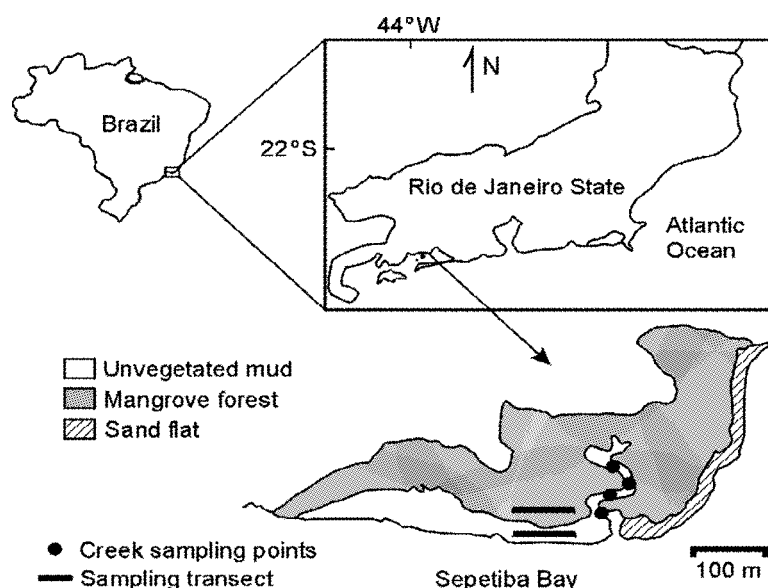 44°W
N
Brazil
22°S
Rio de Janeiro State
Atlantic
Ocean
Unvegetated mud
Mangrove forest
Sand flat
Creek sampling points
Sampling transect
Sepetiba Bay
100 m